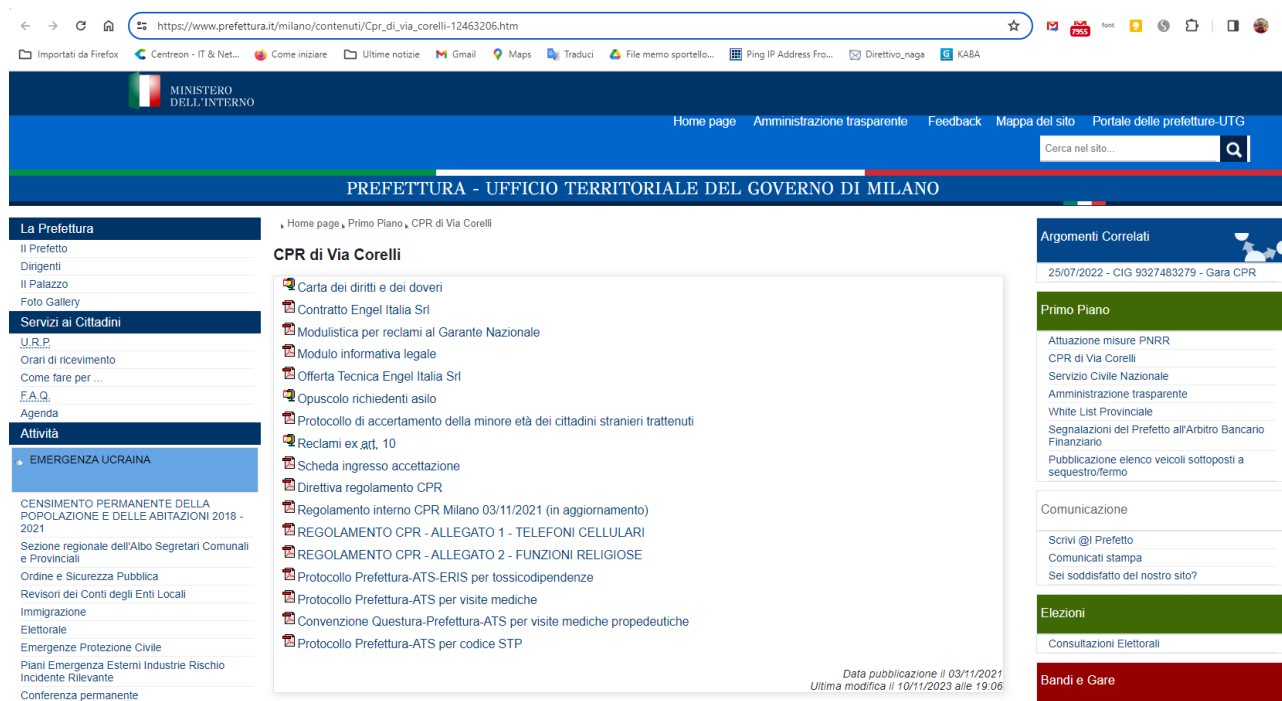 https://www.prefettura.it/milano/contenuti/Cpr_di_via_corelli-12463206.htm
7955
font
Importati da Firefox
Centreon - IT & Net...
Come iniziare
Ultime notizie
Gmail
Maps
Traduci
File memo sportello...
Ping IP Address Fro...
Direttivo_naga
KABA
MINISTERO
DELL'INTERNO
Home page Amministrazione trasparente Feedback Mappa del sito Portale delle prefetture-UTG
Cerca nel sito...
PREFETTURA - UFFICIO TERRITORIALE DEL GOVERNO DI MILANO
La Prefettura
Il Prefetto
Dirigenti
Il Palazzo
Foto Gallery
Servizi ai Cittadini
U.R.P.
Orari di ricevimento
Come fare per ...
F.A.Q.
Agenda
Attività
EMERGENZA UCRAINA
CENSIMENTO PERMANENTE DELLA
POPOLAZIONE E DELLE ABITAZIONI 2018 -
2021
Sezione regionale dell'Albo Segretari Comunali
e Provinciali
Ordine e Sicurezza Pubblica
Revisori dei Conti degli Enti Locali
Immigrazione
Elettorale
Emergenze Protezione Civile
Piani Emergenza Esterni Industrie Rischio
Incidente Rilevante
Conferenza permanente
Home page Primo Piano CPR di Via Corelli
CPR di Via Corelli
Carta dei diritti e dei doveri
Contratto Engel Italia Srl
Modulistica per reclami al Garante Nazionale
Modulo informativa legale
Offerta Tecnica Engel Italia Srl
Opuscolo richiedenti asilo
Protocollo di accertamento della minore età dei cittadini stranieri trattenuti
Reclami ex art. 10
Scheda ingresso accettazione
Direttiva regolamento CPR
Regolamento interno CPR Milano 03/11/2021 (in aggiornamento)
REGOLAMENTO CPR - ALLEGATO 1 - TELEFONI CELLULARI
REGOLAMENTO CPR - ALLEGATO 2 - FUNZIONI RELIGIOSE
Protocollo Prefettura-ATS-ERIS per tossicodipendenze
Protocollo Prefettura-ATS per visite mediche
Convenzione Questura-Prefettura-ATS per visite mediche propedeutiche
Protocollo Prefettura-ATS per codice STP
Data pubblicazione il 03/11/2021
Ultima modifica il 10/11/2023 alle 19:06
Argomenti Correlati
25/07/2022 - CIG 9327483279 - Gara CPR
Primo Piano
Attuazione misure PNRR
CPR di Via Corelli
Servizio Civile Nazionale
Amministrazione trasparente
White List Provinciale
Segnalazioni del Prefetto all'Arbitro Bancario
Finanziario
Pubblicazione elenco veicoli sottoposti a
sequestro/fermo
Comunicazione
Scrivi @l Prefetto
Comunicati stampa
Sei soddisfatto del nostro sito?
Elezioni
Consultazioni Elettorali
Bandi e Gare